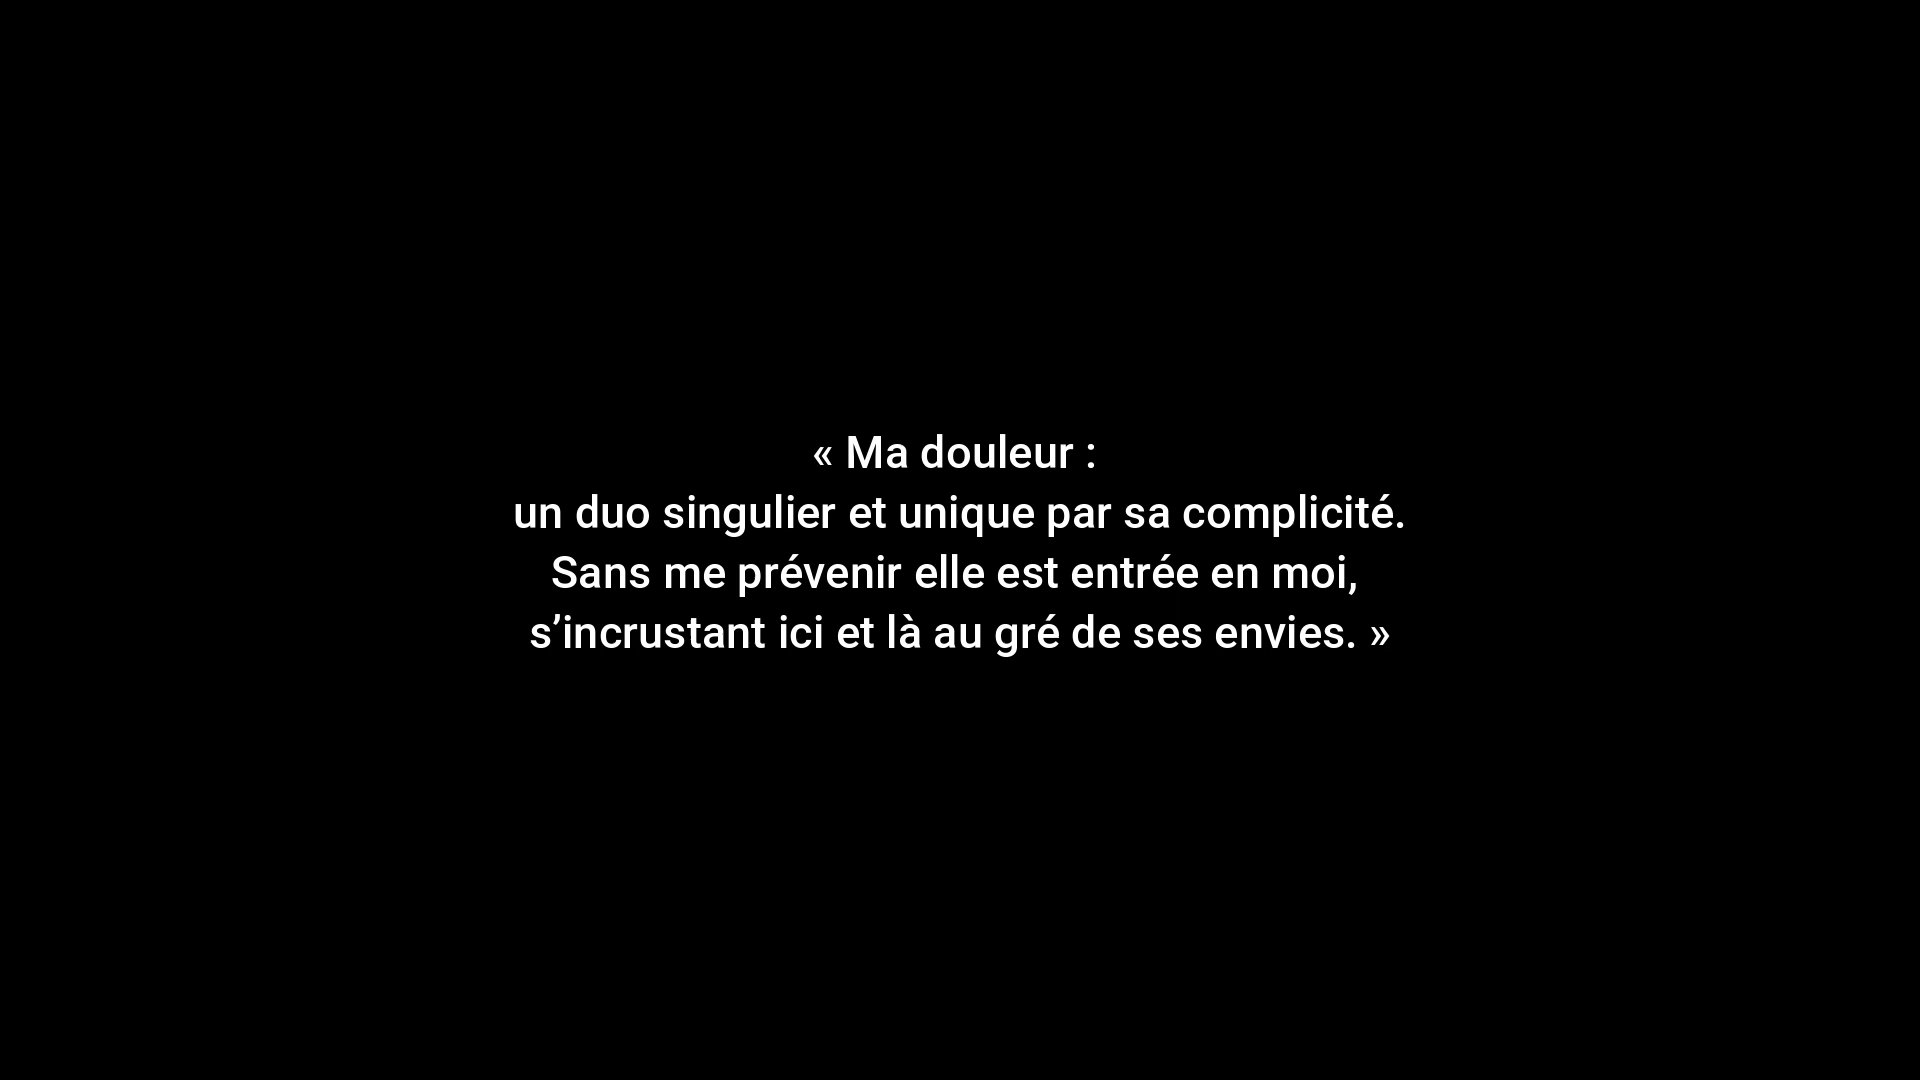 « Ma douleur :
un duo singulier et unique par sa complicité.
Sans me prévenir elle est entrée en moi,
s’incrustant ici et là au gré de ses envies. »